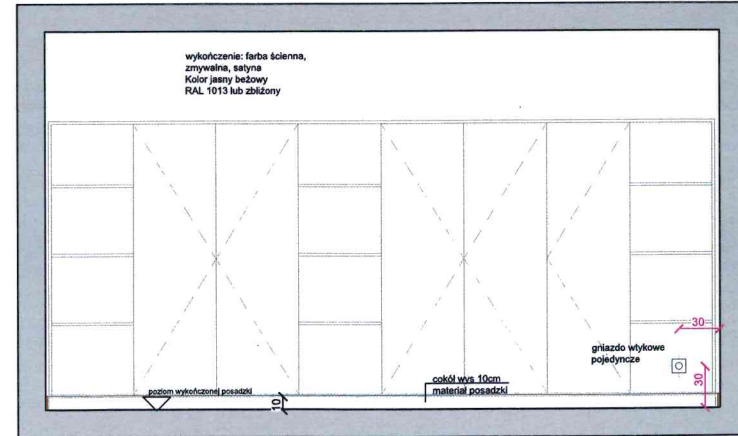 wykończenie: farba ścienna,
zmywalna, satyna
Kolor jasny beżowy
RAL 1013 lub zbliżony
30
gniazdo wtykowe
pojedyncze
30
cokół wys 10cm
materiał posadzki
poziom wykończonej posadzki
10